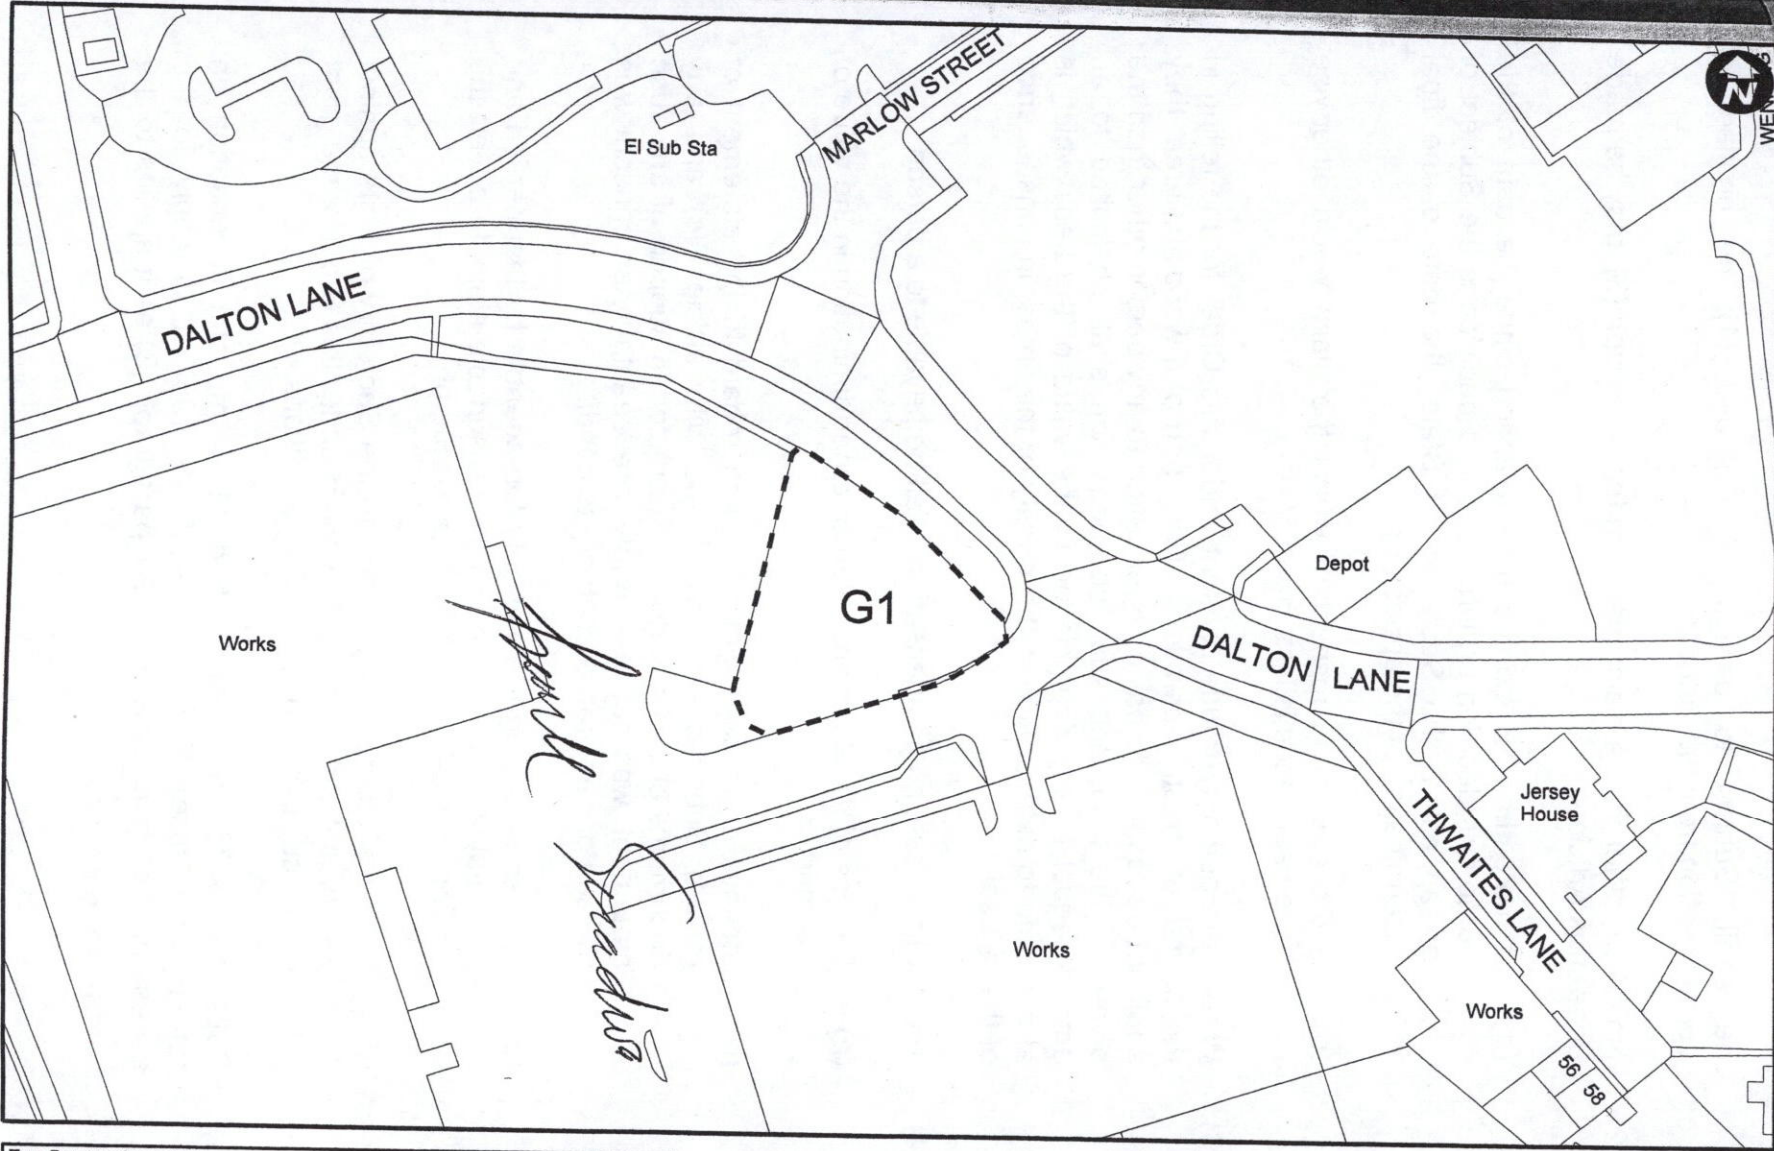 MARLOW STREET
N
El Sub Sta
DALTON LANE
Depot
G1
Works
DALTON LANE
Jersey
House
THWAITES LANE
Works
Works
56
58